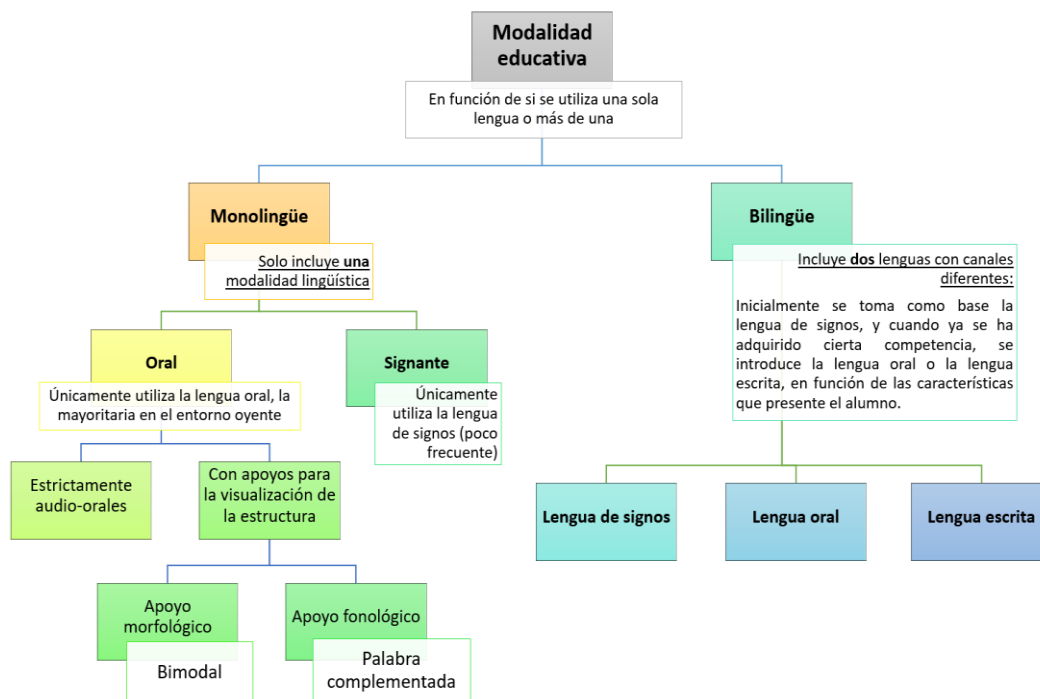 Modalidad
educativa
En función de si se utiliza una sola
lengua o más de una
Monolingüe
Solo incluye una
modalidad lingüística
Bilingüe
Incluye dos lenguas con canales
diferentes:
Inicialmente se toma como base la
lengua de signos, y cuando ya se ha
adquirido cierta competencia, se
introduce la lengua oral o la lengua
escrita, en función de las características
que presente el alumno.
Oral
Únicamente utiliza la lengua oral, la
mayoritaria en el entorno oyente
Signante
Únicamente
utiliza la lengua
de signos (poco
frecuente)
Estrictamente
audio-orales
Con apoyos para
la visualización de
la estructura
Lengua de signos
Lengua oral
Lengua escrita
Apoyo
morfológico
Bimodal
Apoyo fonológico
Palabra
complementada